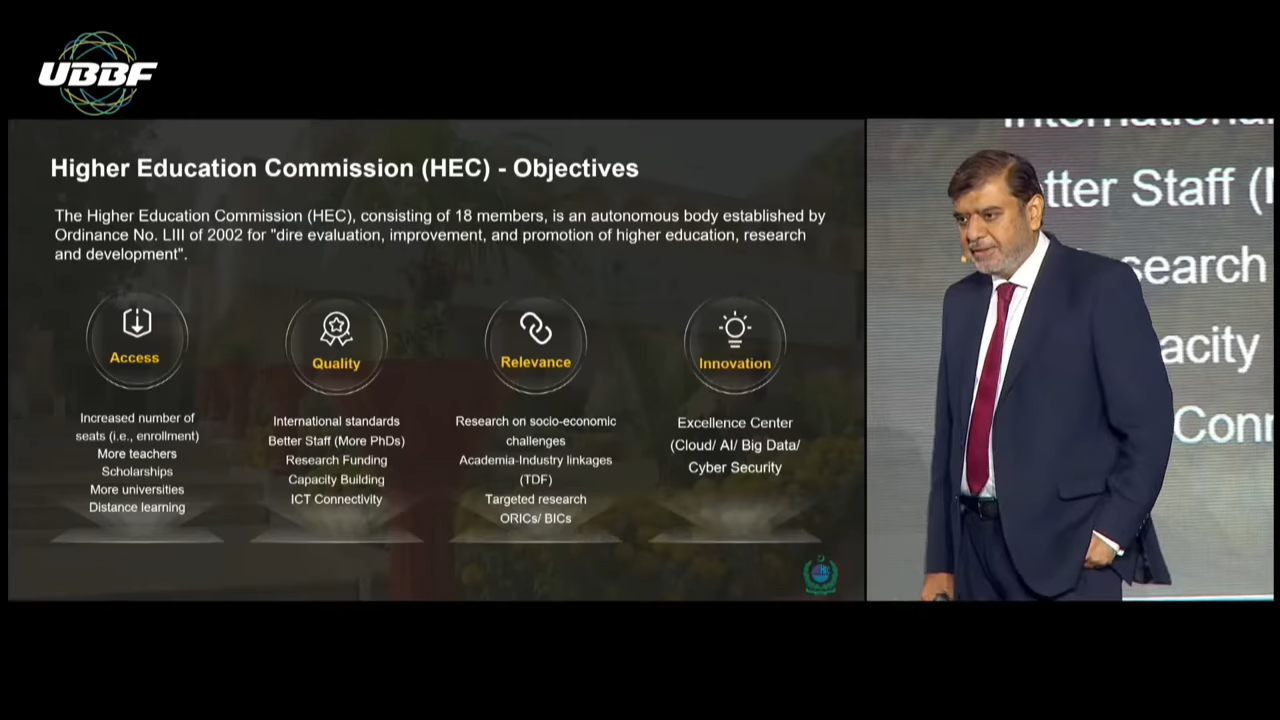 UBBF
Higher Education Commission (HEC) - Objectives
The Higher Education Commission (HEC), consisting of 18 members, is an autonomous body established by
Ordinance No. LIII of 2002 for "dire evaluation, improvement, and promotion of higher education, research
and development".
Access
Increased number of
seats (i.e., enrollment)
More teachers
Scholarships
More universities
Distance learning
Quality
International standards
Better Staff (More PhDs)
Research Funding
Capacity Building
ICT Connectivity
Relevance
Research on socio-economic
challenges
Academia-Industry linkages
(TDF)
Targeted research
ORICs/ BICs
Innovation
Excellence Center
(Cloud/ AI/ Big Data/
Cyber Security
International
tter Staff (
search
acity
Conn